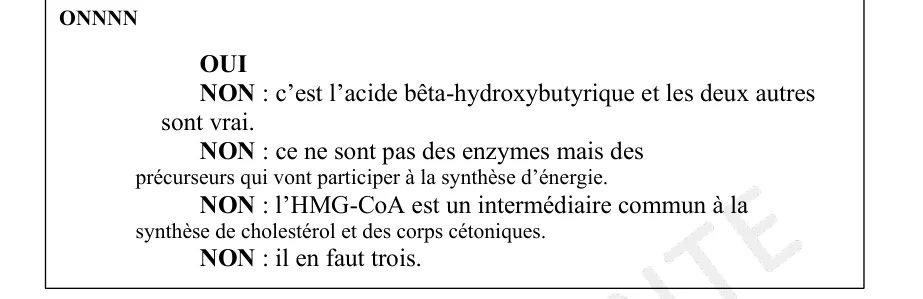 ONNNN
OUI
NON : c’est l’acide bêta-hydroxybutyrique et les deux autres
sont vrai.
NON : ce ne sont pas des enzymes mais des
précurseurs qui vont participer à la synthèse d’énergie.
NON : l’HMG-CoA est un intermédiaire commun à la
synthèse de cholestérol et des corps cétoniques.
NON : il en faut trois.